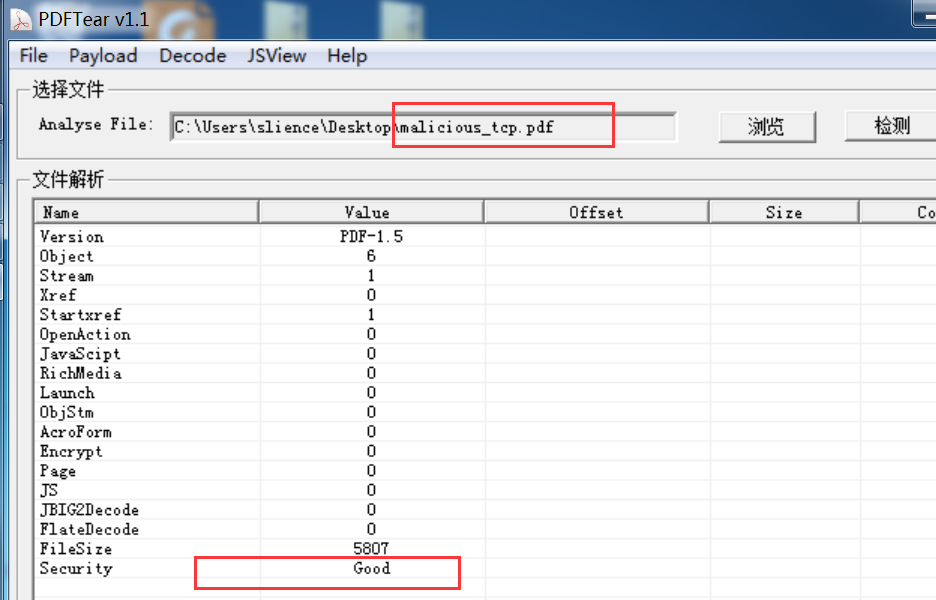 PDFTear v1.1
File Payload Decode JSView Help
选择文件
Analyse File: C:\Users\slience\Desktop\malicious_tcp.pdf 浏览 检测
文件解析
Name Value Offset Size Co
Version PDF-1.5
Object 6
Stream 1
Xref 0
Startxref 1
OpenAction 0
JavaScipt 0
RichMedia 0
Launch 0
ObjStm 0
AcroForm 0
Encrypt 0
Page 0
JS 0
JBIG2Decode 0
FlateDecode 0
FileSize 5807
Security Good